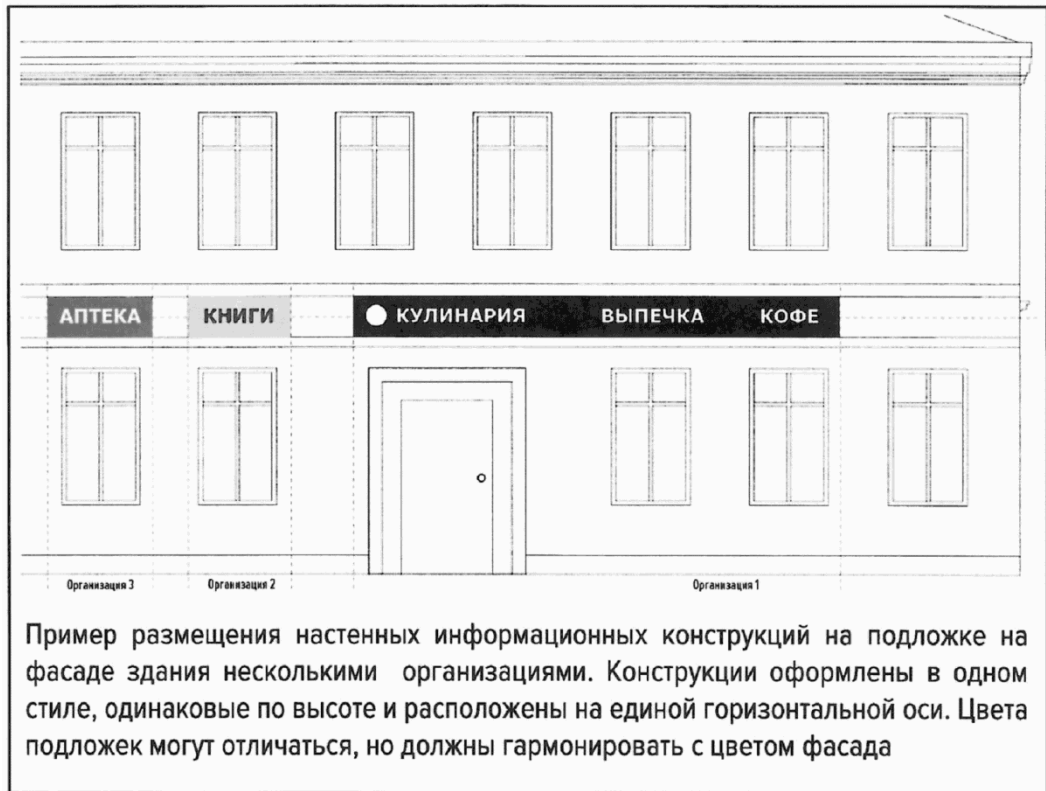 АПТЕКА КНИГИ КУЛИНАРИЯ ВЫПЕЧКА КОФЕ
Организация 3 Организация 2 Организация 1
Пример размещения настенных информационных конструкций на подложке на
фасаде здания несколькими организациями. Конструкции оформлены в одном
стиле, одинаковые по высоте и расположены на единой горизонтальной оси. Цвета
подложек могут отличаться, но должны гармонировать с цветом фасада